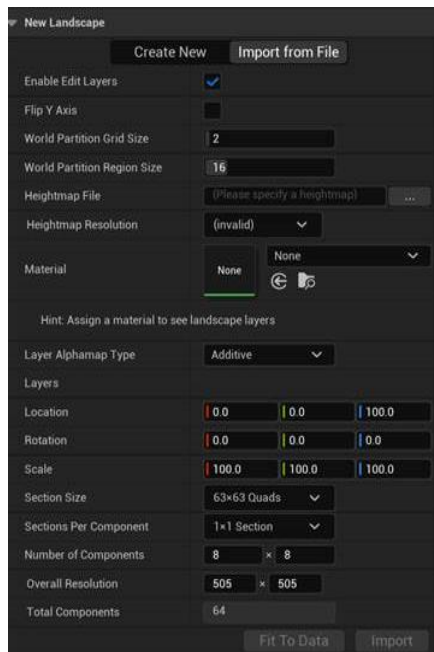 New Landscape
Create New Import from File
Enable Edit Layers
Flip Y Axis
World Partition Grid Size 2
World Partition Region Size 16
Heightmap File (Please specify a heightmap) ...
Heightmap Resolution (invalid)
Material None None
Hint: Assign a material to see landscape layers
Layer Alphamap Type Additive
Layers
Location 0.0 0.0 100.0
Rotation 0.0 0.0 0.0
Scale 100.0 100.0 100.0
Section Size 63×63 Quads
Sections Per Component 1×1 Section
Number of Components 8 × 8
Overall Resolution 505 × 505
Total Components 64
Fit To Data Import